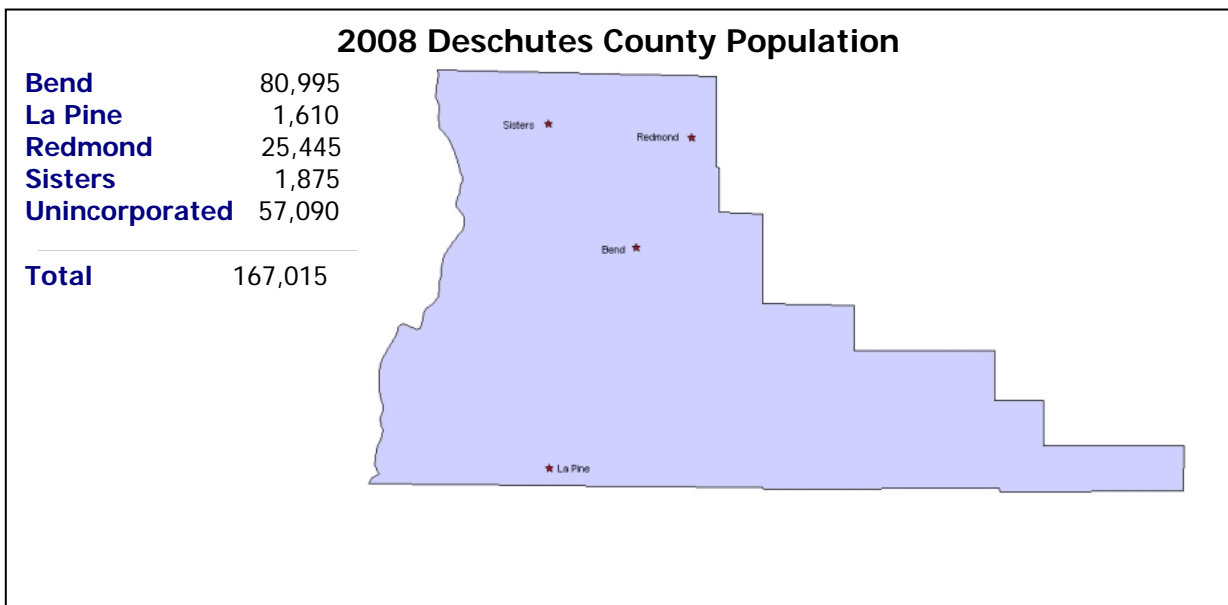 2008 Deschutes County Population
Bend 80,995
La Pine 1,610
Redmond 25,445
Sisters 1,875
Unincorporated 57,090
Total 167,015
Sisters
Redmond
Bend
La Pine